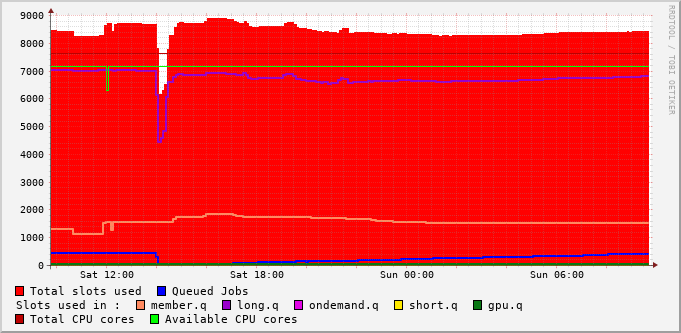 9000
8000
7000
6000
5000
4000
3000
2000
1000
0
Sat 12:00 Sat 18:00 Sun 00:00 Sun 06:00
Total slots used Queued Jobs
Slots used in : member.q long.q ondemand.q short.q gpu.q
Total CPU cores Available CPU cores
RRDTOOL / TOBI OETIKER